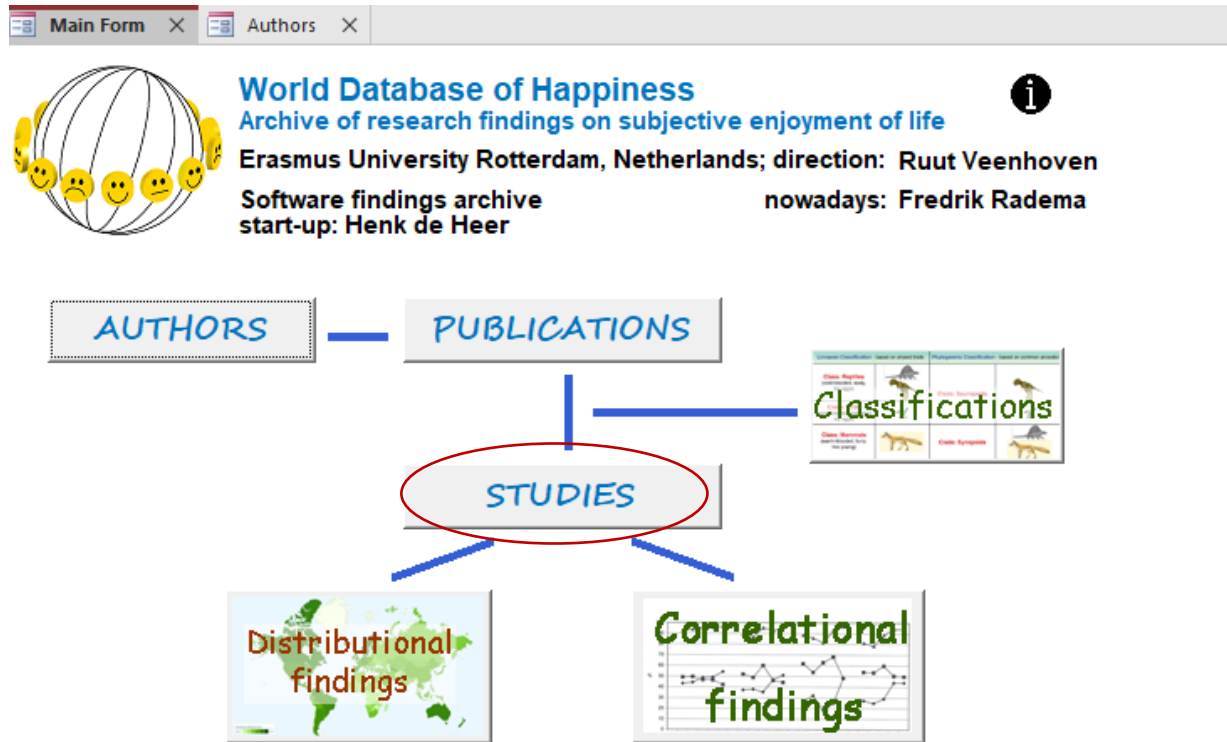 Main Form
Authors
World Database of Happiness
Archive of research findings on subjective enjoyment of life
Erasmus University Rotterdam, Netherlands; direction: Ruut Veenhoven
Software findings archive nowadays: Fredrik Radema
start-up: Henk de Heer
AUTHORS
PUBLICATIONS
Classifications
STUDIES
Distributional
findings
Correlational
findings